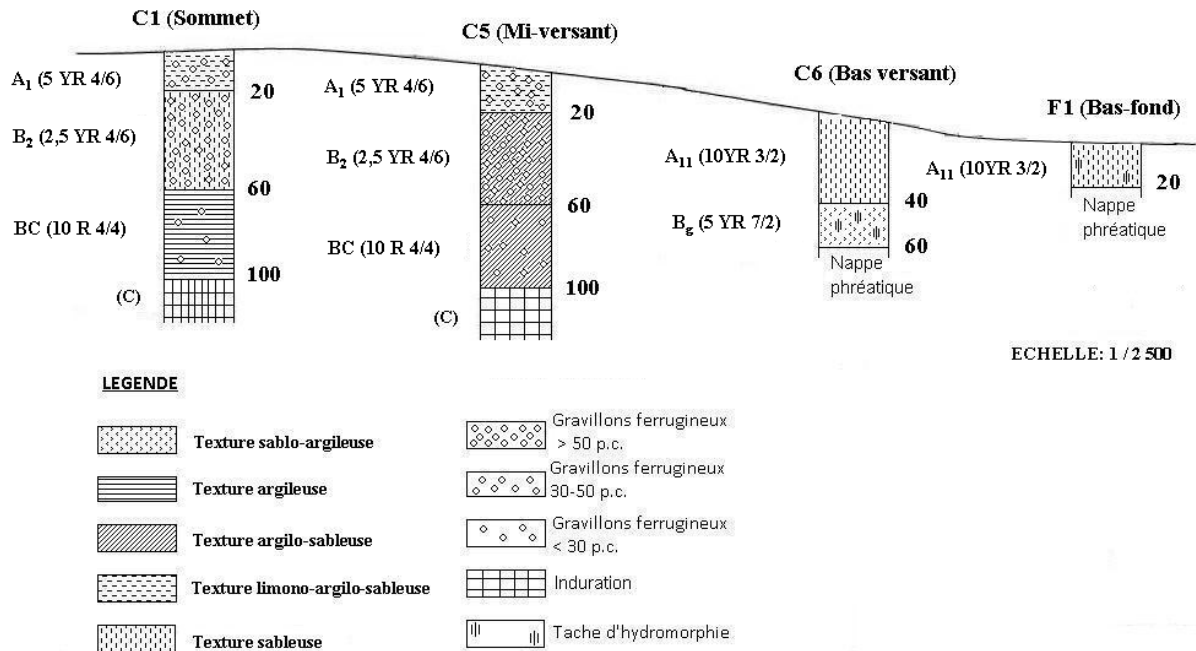 C1 (Sommet)
A1 (5 YR 4/6)
20
B2 (2,5 YR 4/6)
60
BC (10 R 4/4)
100
(C)
C5 (Mi-versant)
A1 (5 YR 4/6)
20
B2 (2,5 YR 4/6)
60
BC (10 R 4/4)
100
(C)
C6 (Bas versant)
A11 (10YR 3/2)
40
Bg (5 YR 7/2)
60
Nappe
phréatique
F1 (Bas-fond)
A11 (10YR 3/2)
20
Nappe
phréatique
ECHELLE: 1 / 2 500
LEGENDE
Texture sablo-argileuse
Texture argileuse
Texture argilo-sableuse
Texture limono-argilo-sableuse
Texture sableuse
Gravillons ferrugineux
> 50 p.c.
Gravillons ferrugineux
30-50 p.c.
Gravillons ferrugineux
< 30 p.c.
Induration
Tache d'hydromorphie